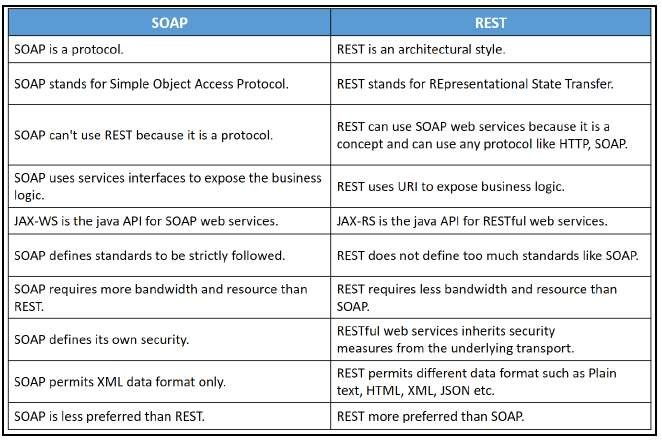 SOAP REST
SOAP is a protocol. REST is an architectural style.
SOAP stands for Simple Object Access Protocol. REST stands for REpresentational State Transfer.
SOAP can't use REST because it is a protocol. REST can use SOAP web services because it is a
concept and can use any protocol like HTTP, SOAP.
SOAP uses services interfaces to expose the business
logic. REST uses URI to expose business logic.
JAX-WS is the java API for SOAP web services. JAX-RS is the java API for RESTful web services.
SOAP defines standards to be strictly followed. REST does not define too much standards like SOAP.
SOAP requires more bandwidth and resource than
REST. REST requires less bandwidth and resource than
SOAP.
SOAP defines its own security. RESTful web services inherits security
measures from the underlying transport.
SOAP permits XML data format only. REST permits different data format such as Plain
text, HTML, XML, JSON etc.
SOAP is less preferred than REST. REST more preferred than SOAP.